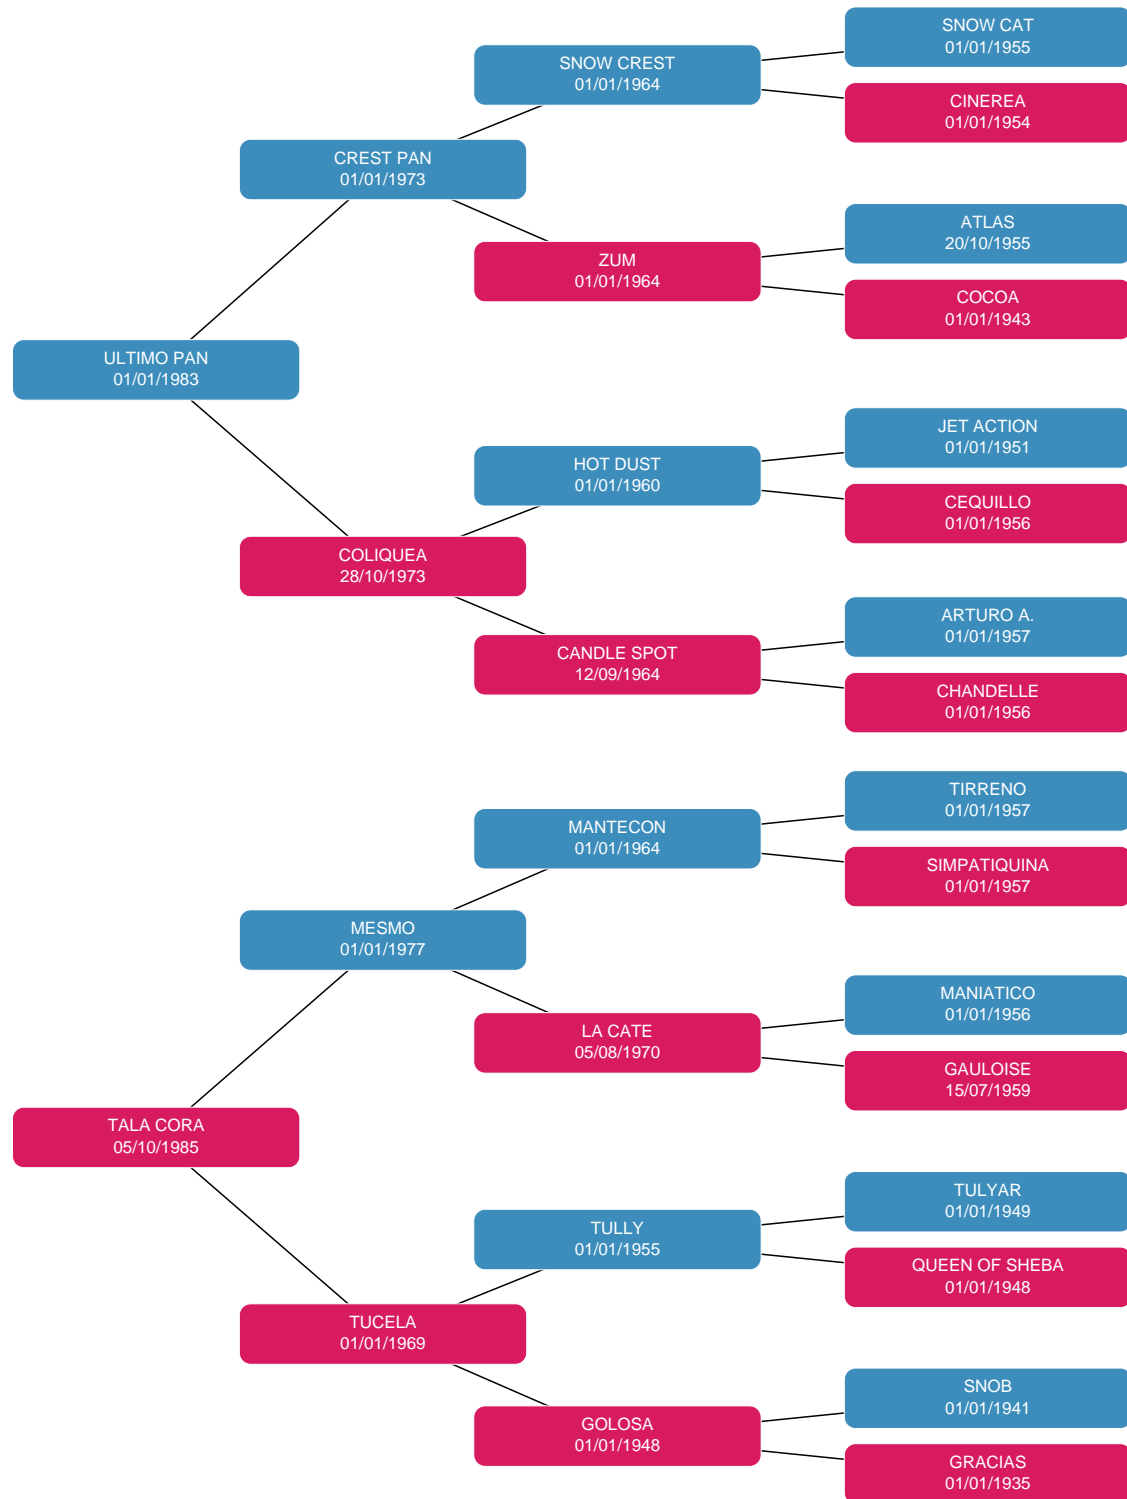 SNOW CAT
01/01/1955
SNOW CREST
01/01/1964
CINEREA
01/01/1954
CREST PAN
01/01/1973
ATLAS
20/10/1955
ZUM
01/01/1964
COCOA
01/01/1943
ULTIMO PAN
01/01/1983
JET ACTION
01/01/1951
HOT DUST
01/01/1960
CEQUILLO
01/01/1956
COLIQUEA
28/10/1973
ARTURO A.
01/01/1957
CANDLE SPOT
12/09/1964
CHANDELLE
01/01/1956
TIRRENO
01/01/1957
MANTECON
01/01/1964
SIMPATIQUINA
01/01/1957
MESMO
01/01/1977
MANIATICO
01/01/1956
LA CATE
05/08/1970
GAULOISE
15/07/1959
TALA CORA
05/10/1985
TULYAR
01/01/1949
TULLY
01/01/1955
QUEEN OF SHEBA
01/01/1948
TUCELA
01/01/1969
SNOB
01/01/1941
GOLOSA
01/01/1948
GRACIAS
01/01/1935